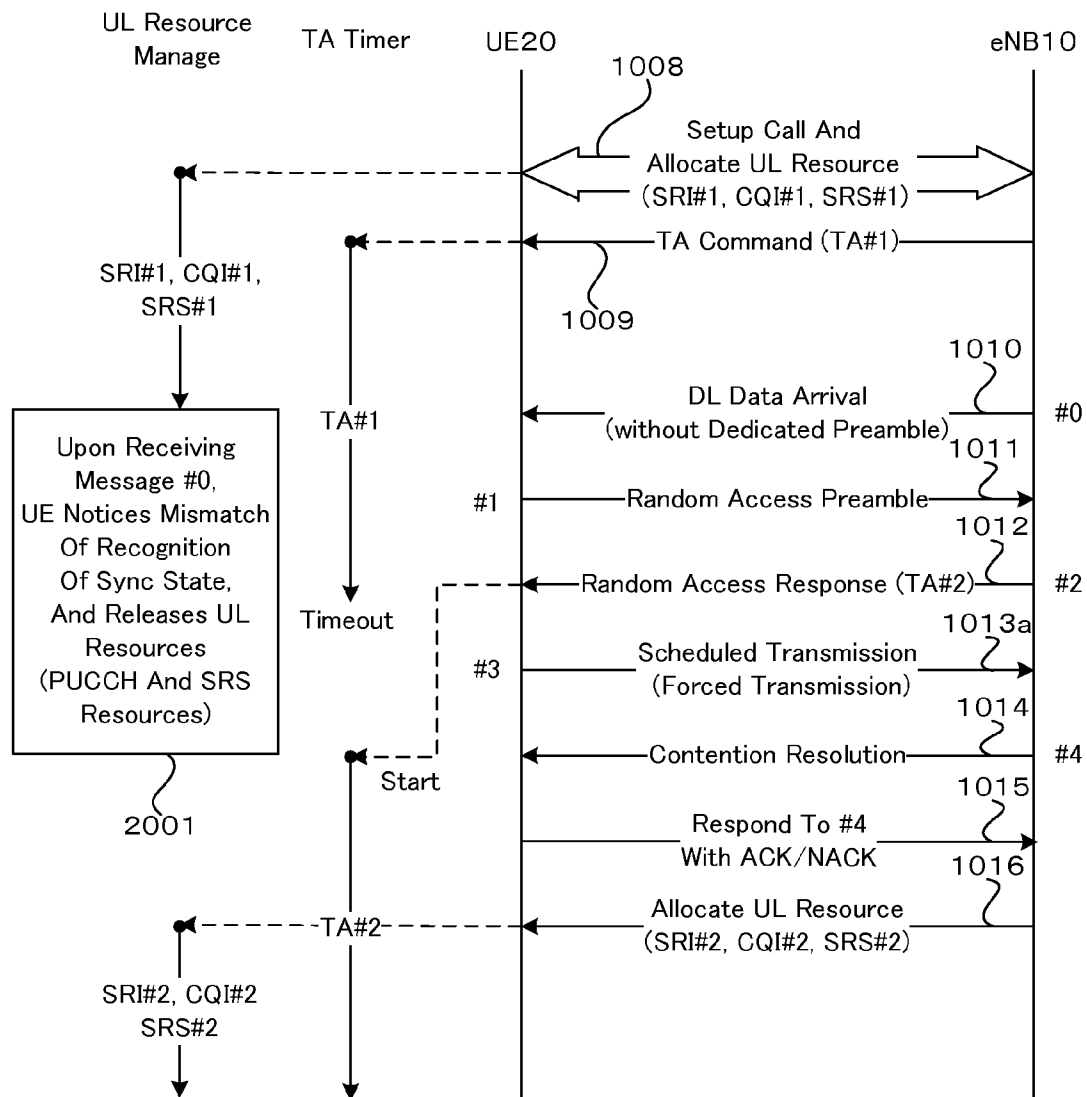 UL Resource
Manage
TA Timer
UE20
eNB10
1008
Setup Call And
Allocate UL Resource
(SRI#1, CQI#1, SRS#1)
TA Command (TA#1)
SRI#1, CQI#1,
SRS#1
1009
1010
DL Data Arrival
(without Dedicated Preamble)
#0
TA#1
Upon Receiving
Message #0,
UE Notices Mismatch
Of Recognition
Of Sync State,
And Releases UL
Resources
(PUCCH And SRS
Resources)
2001
1011
#1
Random Access Preamble
1012
Random Access Response (TA#2)
#2
Timeout
1013a
#3
Scheduled Transmission
(Forced Transmission)
1014
Contention Resolution
#4
Start
1015
Respond To #4
With ACK/NACK
1016
Allocate UL Resource
(SRI#2, CQI#2, SRS#2)
TA#2
SRI#2, CQI#2
SRS#2